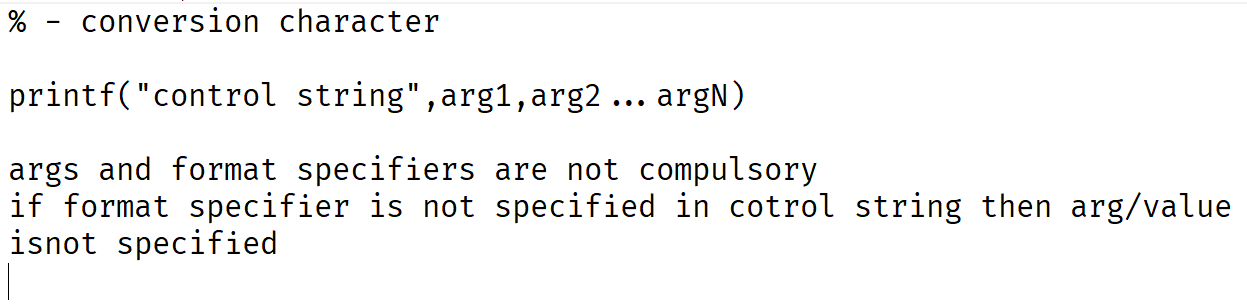 % - conversion character
printf("control string",arg1,arg2...argN)
args and format specifiers are not compulsory
if format specifier is not specified in cotrol string then arg/value
isnot specified